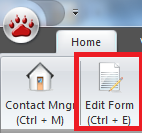 Home
Contact Mngr
(Ctrl + M)
Edit Form
(Ctrl + E)